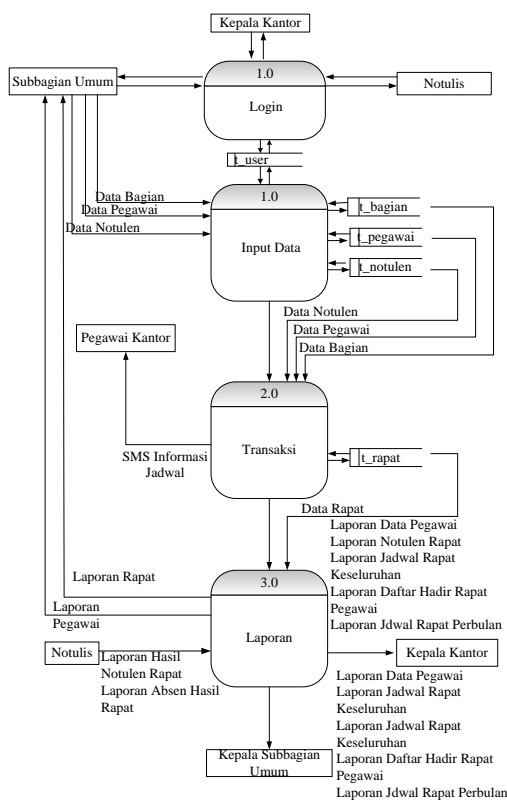 Kepala Kantor
1.0
Login
Subbagian Umum
Notulis
t_user
1.0
Input Data
Data Bagian
Data Pegawai
Data Notulen
t_bagian
t_pegawai
t_notulen
Data Notulen
Data Pegawai
Data Bagian
Pegawai Kantor
2.0
Transaksi
SMS Informasi
Jadwal
t_rapat
Data Rapat
Laporan Data Pegawai
Laporan Notulen Rapat
Laporan Jadwal Rapat
Keseluruhan
Laporan Daftar Hadir Rapat
Pegawai
Laporan Jdwal Rapat Perbulan
Laporan Rapat
3.0
Laporan
Laporan
Pegawai
Notulis
Laporan Hasil
Notulen Rapat
Laporan Absen Hasil
Rapat
Kepala Kantor
Laporan Data Pegawai
Laporan Jadwal Rapat
Keseluruhan
Laporan Jadwal Rapat
Keseluruhan
Laporan Daftar Hadir Rapat
Pegawai
Laporan Jdwal Rapat Perbulan
Kepala Subbagian
Umum